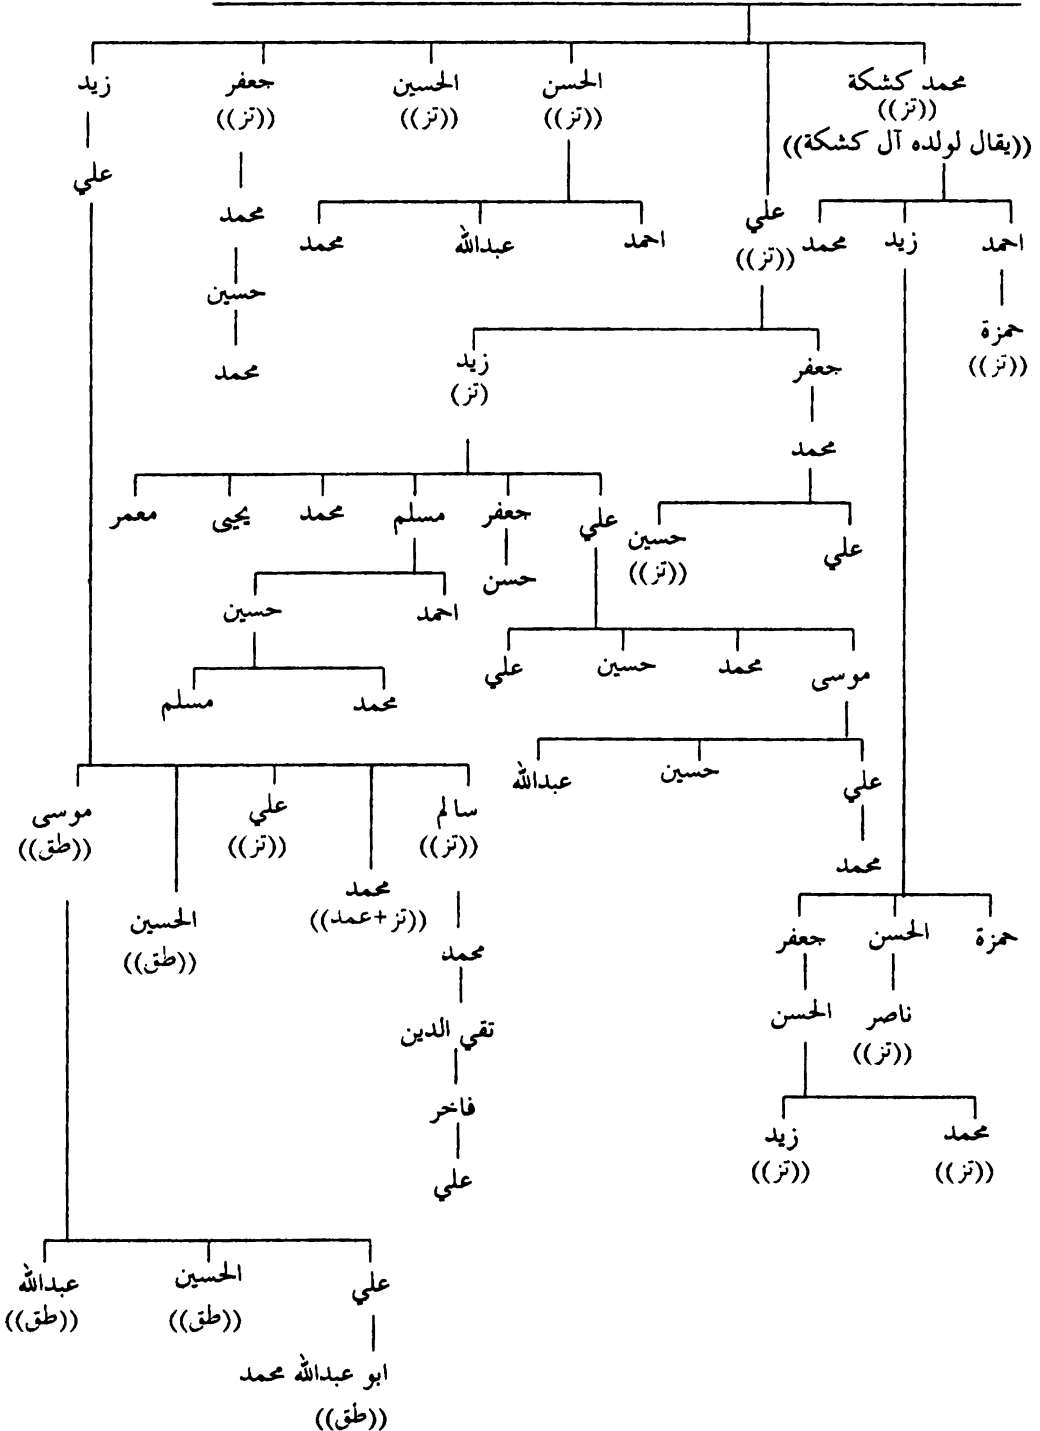 محمد كشكة
((تز))
((يقال لولده آل كشكة))
الحسن
((تز))
الحسين
((تز))
جعفر
((تز))
زيد
علي
احمد
زيد
محمد
علي
((تز))
احمد
عبدالله
محمد
محمد
حسين
محمد
حمزة
((تز))
جعفر
زيد
(تز)
محمد
علي
حسين
((تز))
علي
جعفر
مسلم
محمد
يحيى
معمر
حسن
احمد
حسين
موسى
محمد
حسين
علي
محمد
مسلم
علي
حسين
عبدالله
محمد
سالم
((تز))
علي
((تز))
موسى
((طق))
محمد
((تز+عمد))
الحسين
((طق))
حمزة
الحسن
جعفر
محمد
ناصر
((تز))
الحسن
تقي الدين
فاخر
علي
محمد
((تز))
زيد
((تز))
علي
الحسين
((طق))
عبدالله
((طق))
ابو عبدالله محمد
((طق))